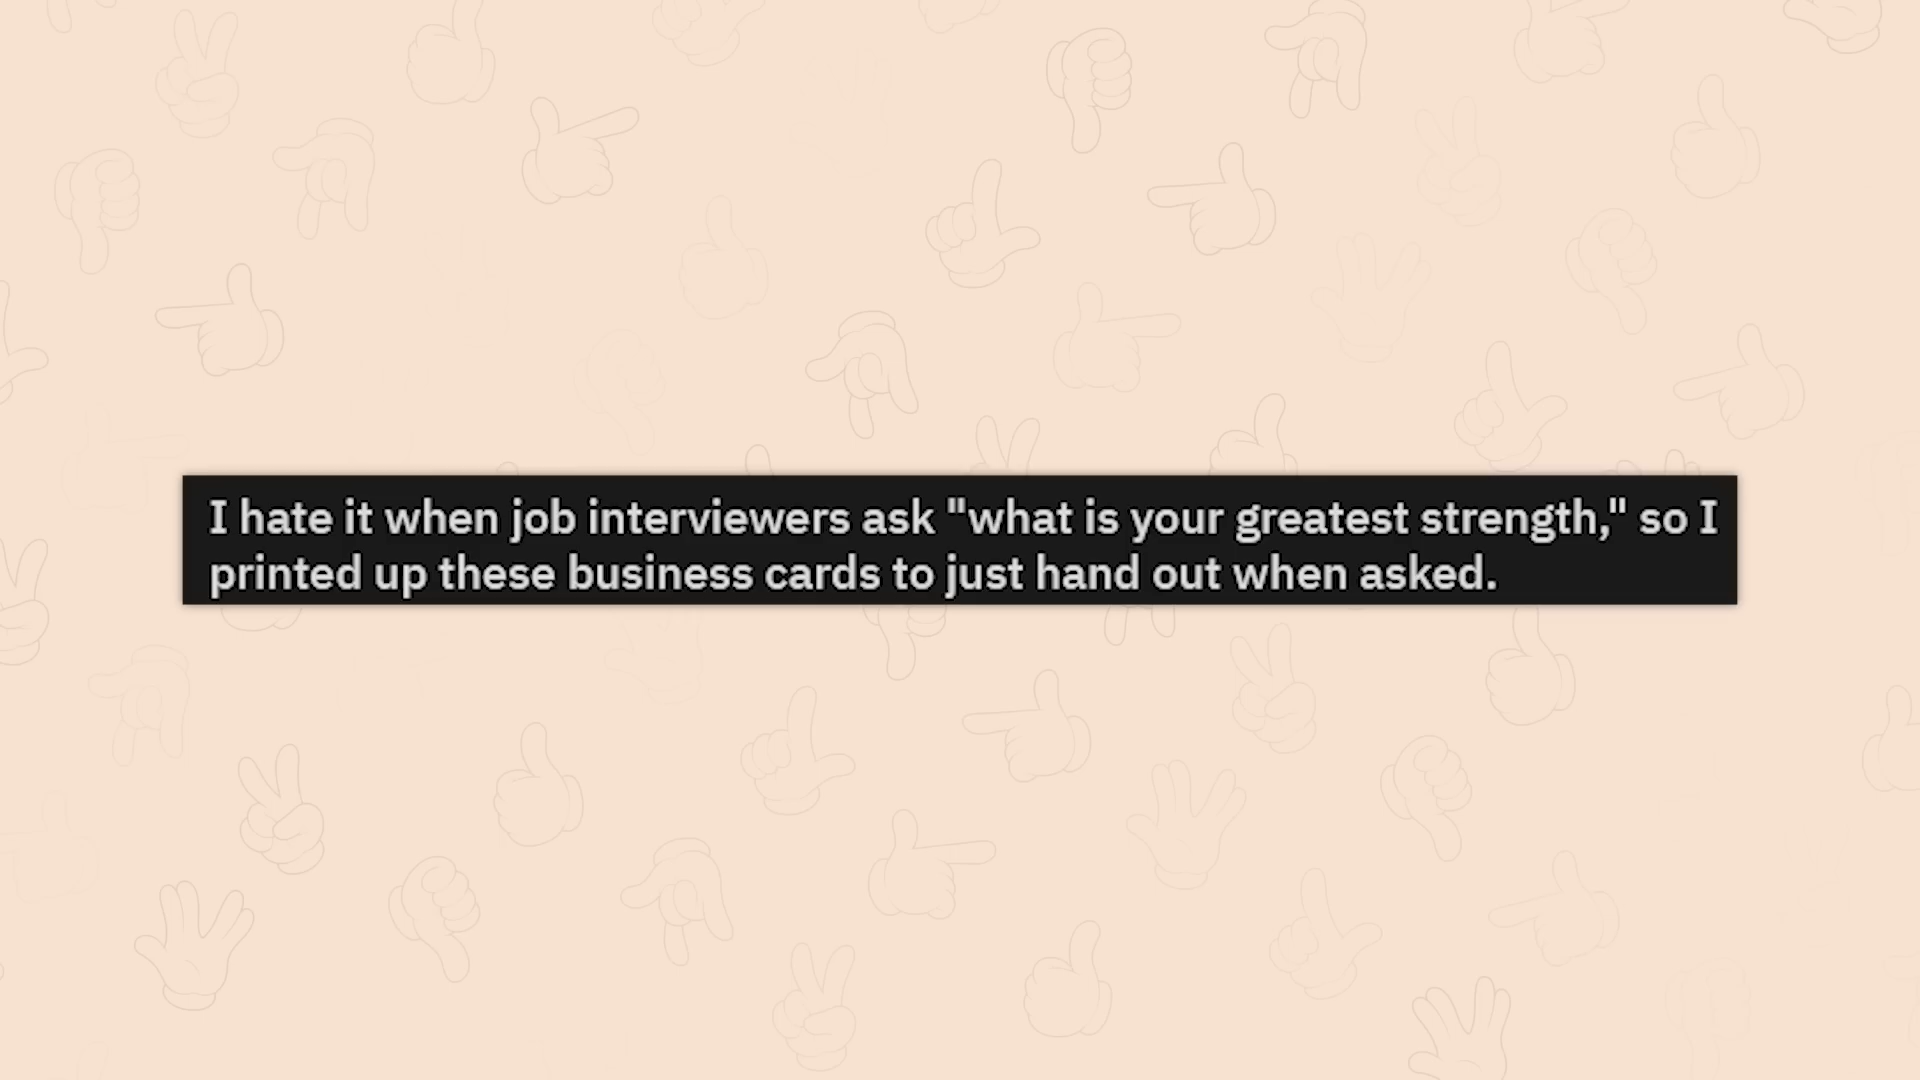 I hate it when job interviewers ask "what is your greatest strength," so I
printed up these business cards to just hand out when asked.